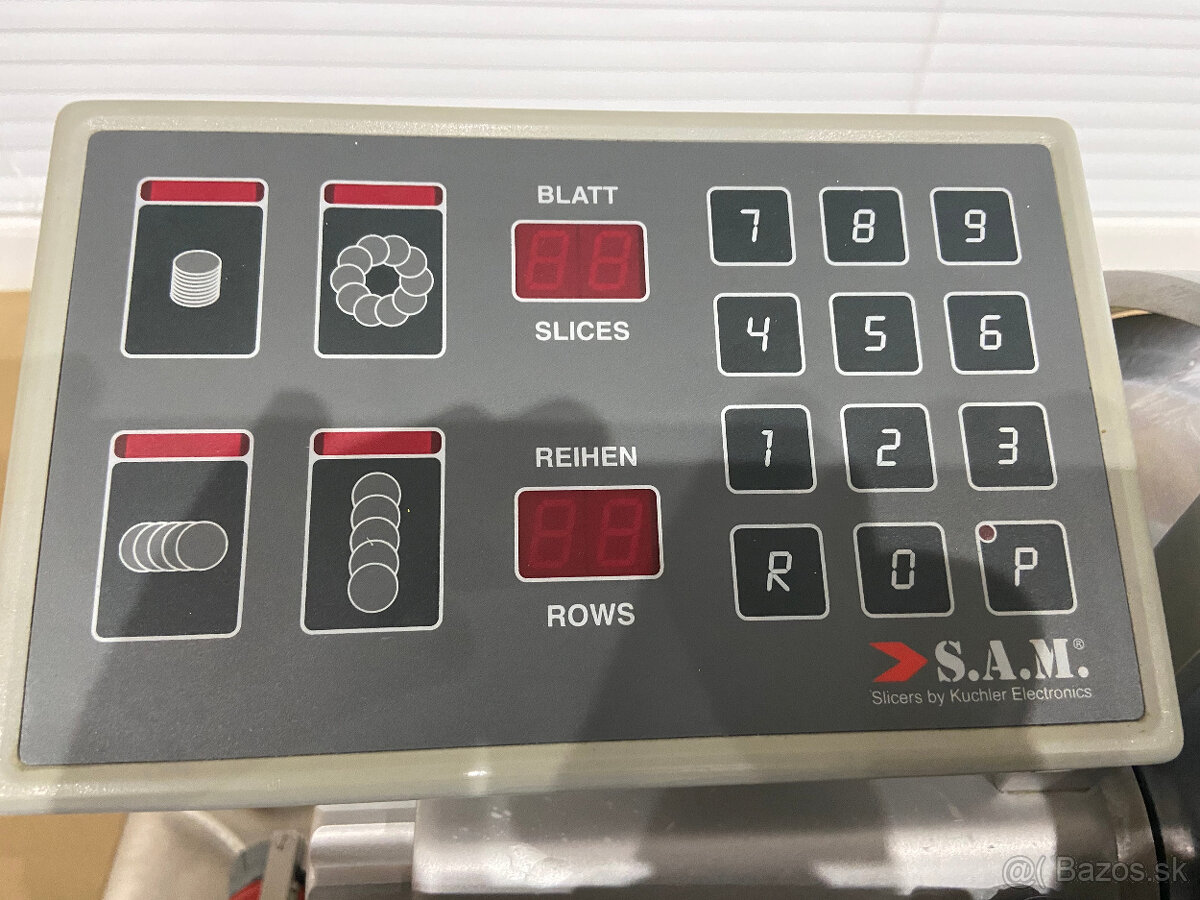 BLATT
SLICES
7 8 9
4 5 6
REIHEN
ROWS
1 2 3
R 0 P
S.A.M.®
Slicers by Kuchler Electronics
@( Bazos.sk